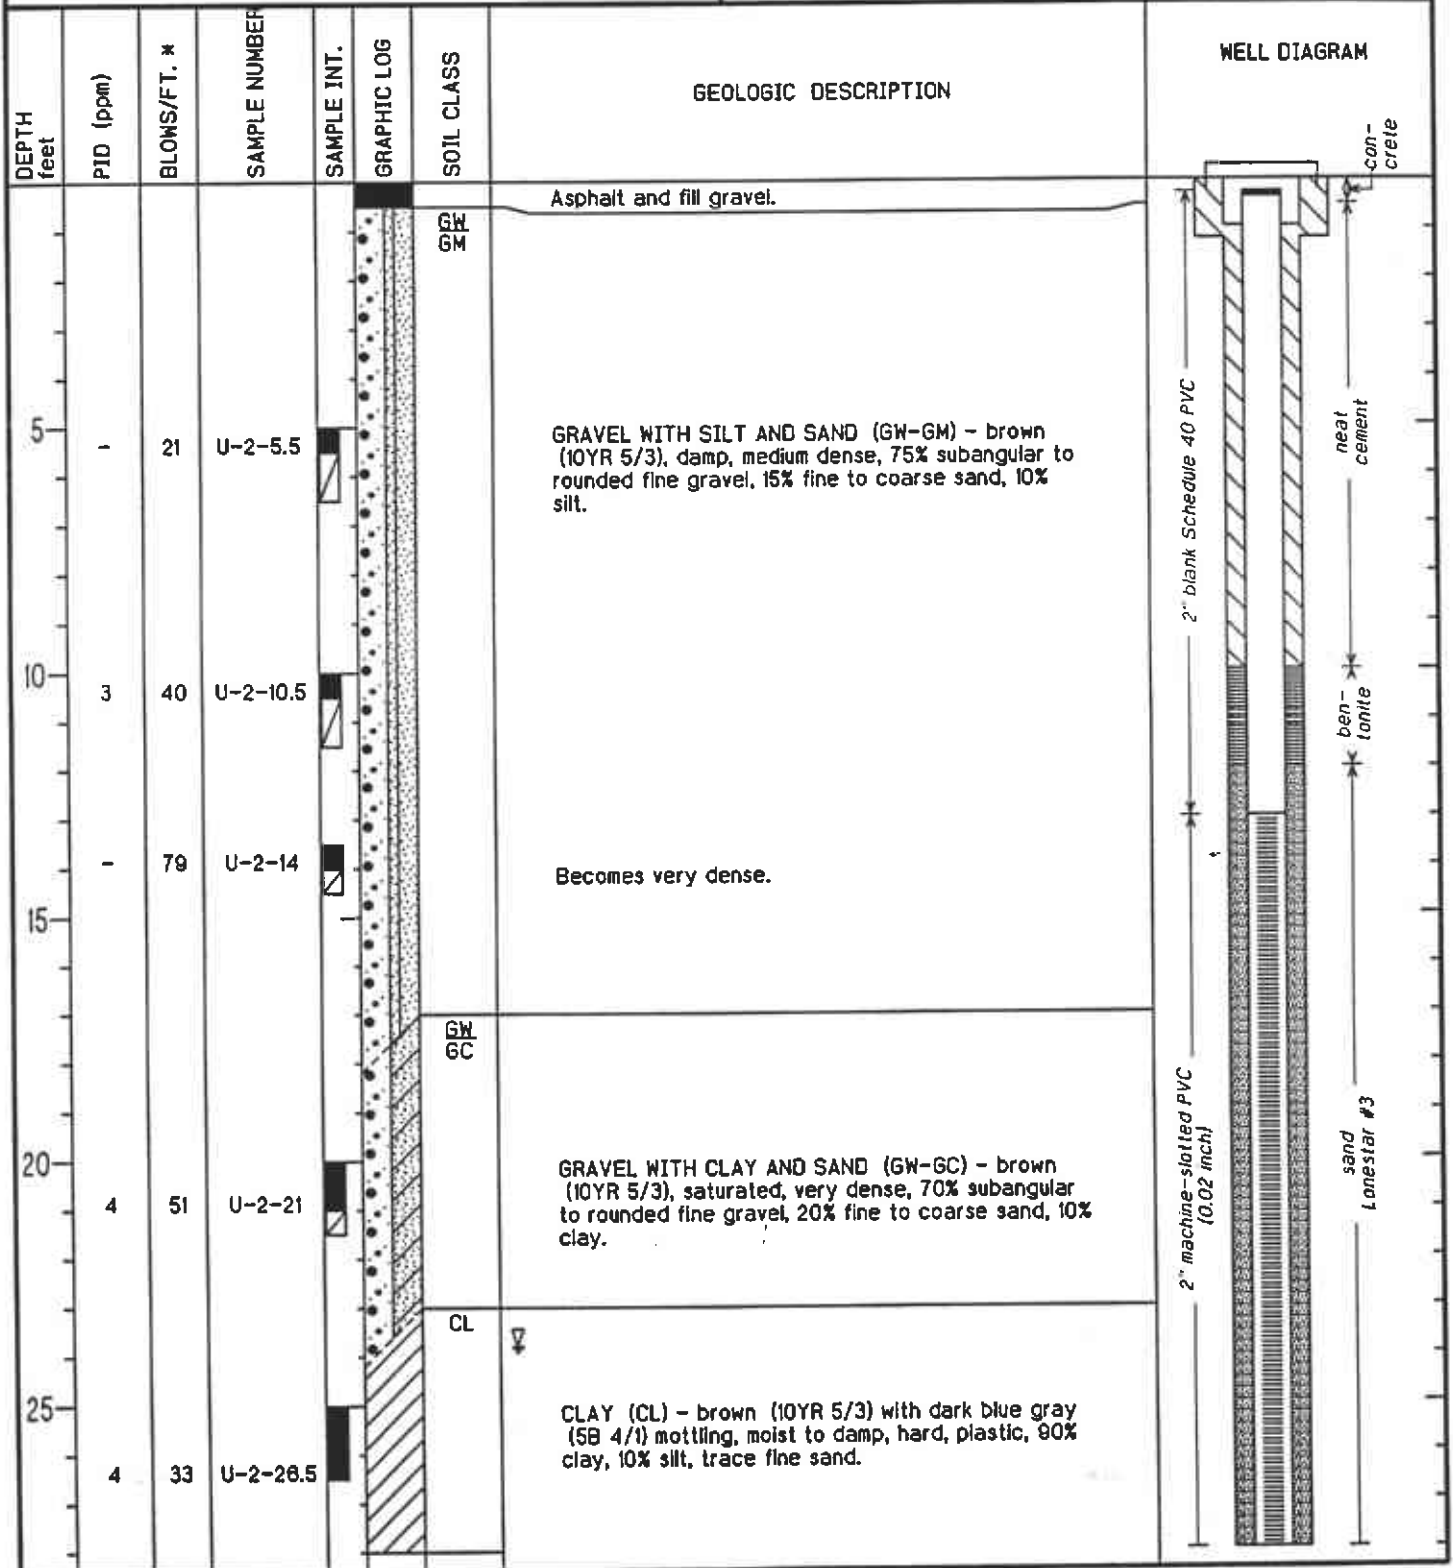 DEPTH
feet
PID (ppm)
BLOWS/FT. *
SAMPLE NUMBER
SAMPLE INT.
GRAPHIC LOG
SOIL CLASS
GEOLOGIC DESCRIPTION
WELL DIAGRAM
con-
crete
Asphalt and fill gravel.
GW
GM
5
- 21 U-2-5.5
GRAVEL WITH SILT AND SAND (GW-GM) - brown
(10YR 5/3), damp, medium dense, 75% subangular to
rounded fine gravel, 15% fine to coarse sand, 10%
silt.
2" blank Schedule 40 PVC
neat
cement
10
3 40 U-2-10.5
ben-
tonite
- 79 U-2-14
Becomes very dense.
15
GW
GC
20
4 51 U-2-21
GRAVEL WITH CLAY AND SAND (GW-GC) - brown
(10YR 5/3), saturated, very dense, 70% subangular
to rounded fine gravel, 20% fine to coarse sand, 10%
clay.
2" machine-slotted PVC
(0.02 inch)
sand
Lonestar #3
CL
25
CLAY (CL) - brown (10YR 5/3) with dark blue gray
(5B 4/1) mottling, moist to damp, hard, plastic, 90%
clay, 10% silt, trace fine sand.
4 33 U-2-26.5